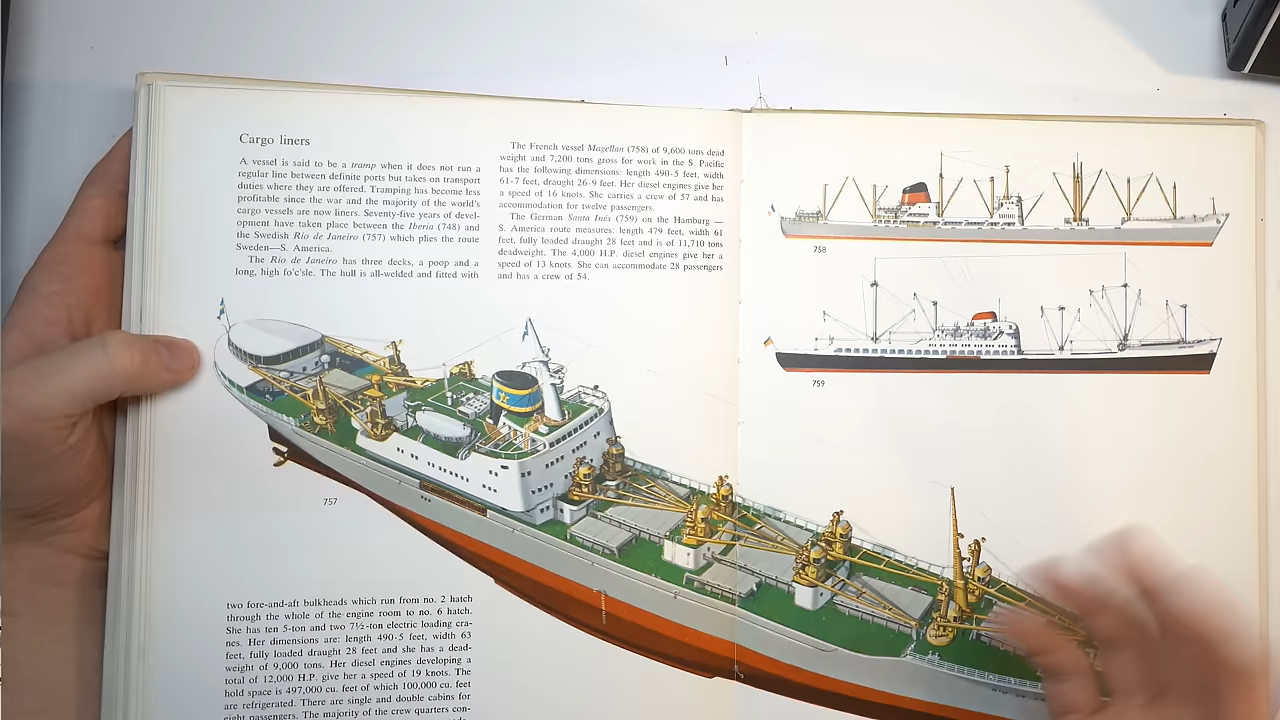 Cargo liners
A vessel is said to be a tramp when it does not run a
regular line between definite ports but takes on transport
duties where they are offered. Tramping has become less
profitable since the war and the majority of the world's
cargo vessels are now liners. Seventy-five years of devel-
opment have taken place between the Iberia (748) and
the Swedish Rio de Janeiro (757) which plies the route
Sweden—S. America.
The Rio de Janeiro has three decks, a poop and a
long, high fo'c'sle. The hull is all-welded and fitted with
The French vessel Magellan (758) of 9,600 tons dead
weight and 7,200 tons gross for work in the S. Pacific
has the following dimensions: length 490·5 feet, width
61·7 feet, draught 26·9 feet. Her diesel engines give her
a speed of 16 knots. She carries a crew of 57 and has
accommodation for twelve passengers.
The German Santa Inés (759) on the Hamburg —
S. America route measures: length 479 feet, width 61
feet, fully loaded draught 28 feet and is of 11,710 tons
deadweight. The 4,000 H.P. diesel engines give her a
speed of 13 knots. She can accommodate 28 passengers
and has a crew of 54.
758
759
757
two fore-and-aft bulkheads which run from no. 2 hatch
through the whole of the engine room to no. 6 hatch.
She has ten 5-ton and two 7½-ton electric loading cra-
nes. Her dimensions are: length 490·5 feet, width 63
feet, fully loaded draught 28 feet and she has a dead-
weight of 9,000 tons. Her diesel engines developing a
total of 12,000 H.P. give her a speed of 19 knots. The
hold space is 497,000 cu. feet of which 100,000 cu. feet
are refrigerated. There are single and double cabins for
eight passengers. The majority of the crew quarters con-
RIO DE